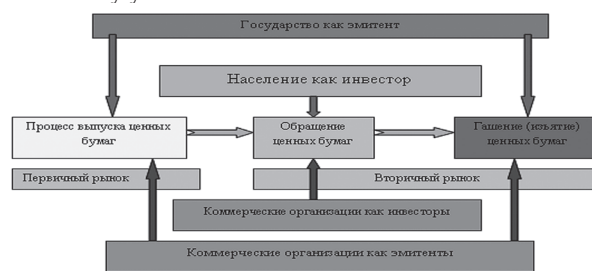 Государство как эмитент
Население как инвестор
Процесс выпуска ценных
бумаг
Обращение
ценных бумаг
Гашение (изъятие)
ценных бумаг
Первичный рынок
Вторичный рынок
Коммерческие организации как инвесторы
Коммерческие организации как эмитенты